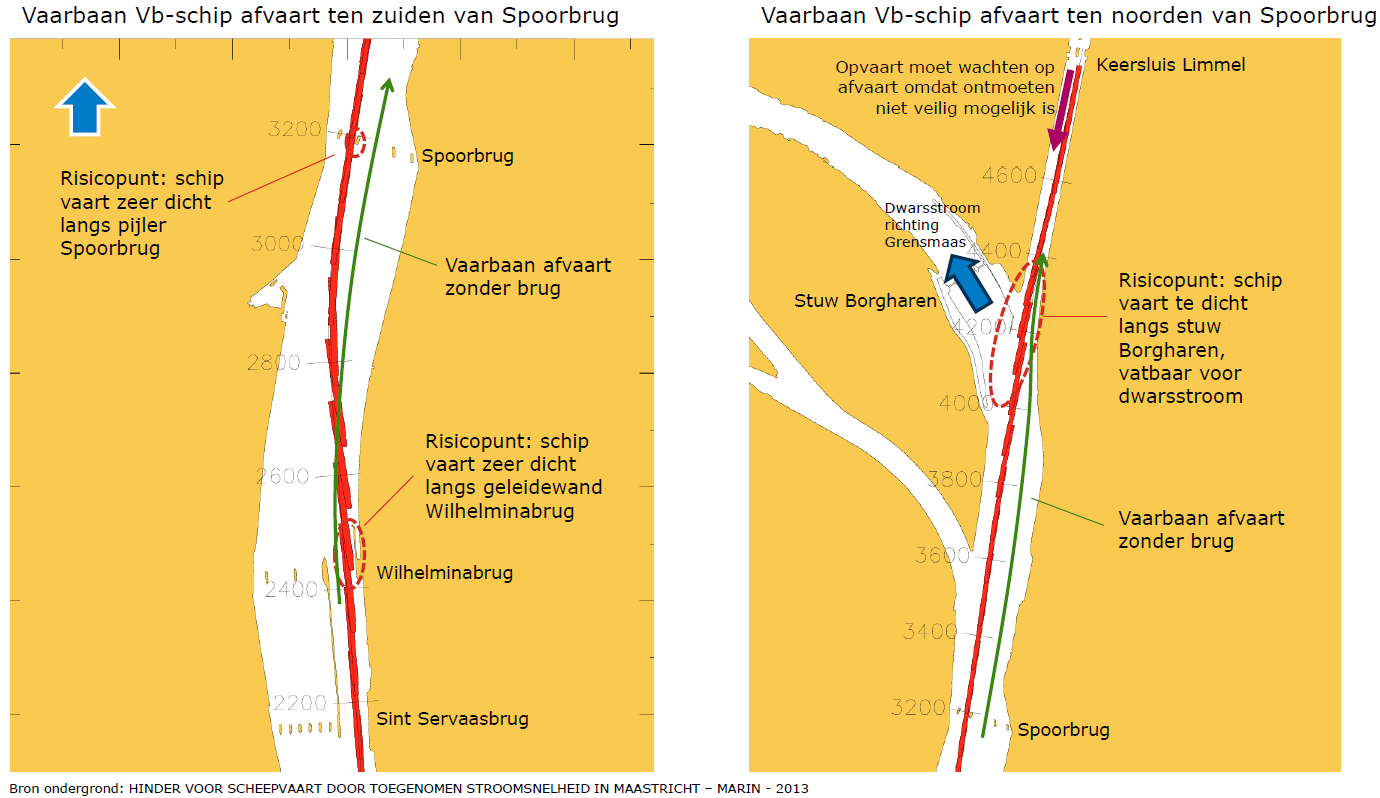 Vaarbaan Vb-schip afvaart ten zuiden van Spoorbrug
3200
Spoorbrug
Risicopunt: schip
vaart zeer dicht
langs pijler
Spoorbrug
3000
Vaarbaan afvaart
zonder brug
2800
Risicopunt: schip
vaart zeer dicht
langs geleidewand
Wilhelminabrug
2600
Wilhelminabrug
2400
2200
Sint Servaasbrug
Vaarbaan Vb-schip afvaart ten noorden van Spoorbrug
Opvaart moet wachten op
afvaart omdat ontmoeten
niet veilig mogelijk is
Keersluis Limmel
4600
Dwarsstroom
richting
Grensmaas
4400
Stuw Borgharen
4200
Risicopunt: schip
vaart te dicht
langs stuw
Borgharen,
vatbaar voor
dwarsstroom
4000
3800
Vaarbaan afvaart
zonder brug
3600
3400
3200
Spoorbrug
Bron ondergrond: HINDER VOOR SCHEEPVAART DOOR TOEGENOMEN STROOMSNELHEID IN MAASTRICHT – MARIN - 2013